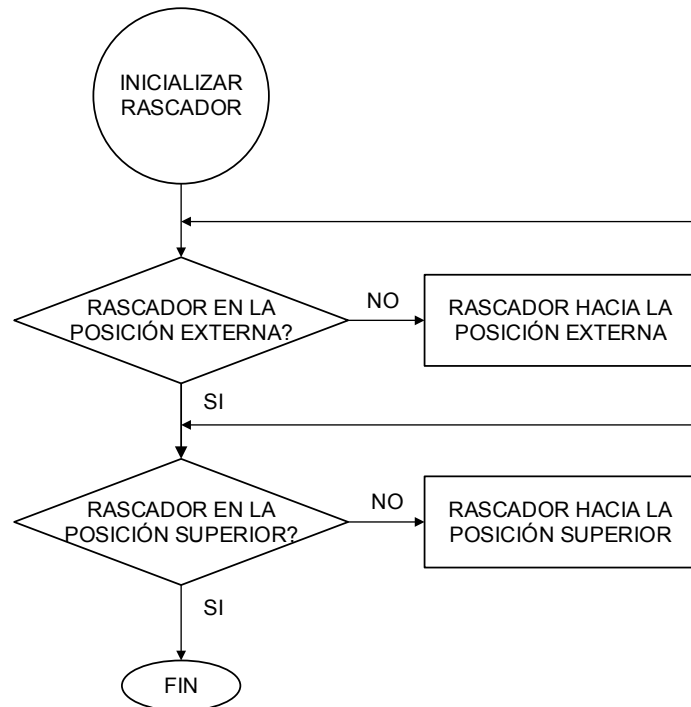 INICIALIZAR
RASCADOR
RASCADOR EN LA
POSICIÓN EXTERNA?
NO
RASCADOR HACIA LA
POSICIÓN EXTERNA
SI
RASCADOR EN LA
POSICIÓN SUPERIOR?
NO
RASCADOR HACIA LA
POSICIÓN SUPERIOR
SI
FIN